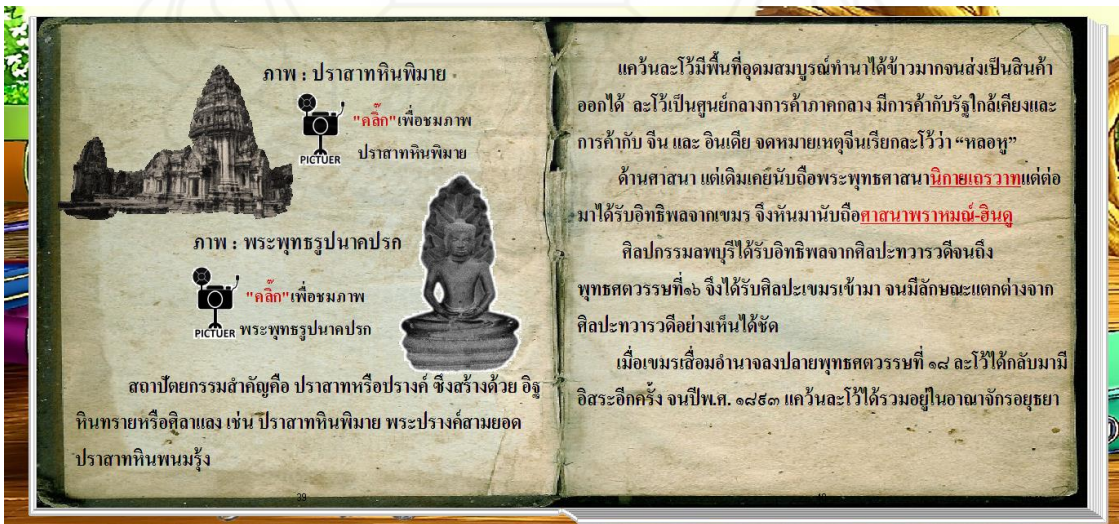 ภาพ : ปราสาทหินพิมาย
"คลิ๊ก"เพื่อชมภาพ
PICTUER ปราสาทหินพิมาย
ภาพ : พระพุทธรูปนาคปรก
"คลิ๊ก"เพื่อชมภาพ
PICTUER พระพุทธรูปนาคปรก
สถาปัตยกรรมสำคัญคือ ปราสาทหรือปรางค์ ซึ่งสร้างด้วย อิฐ
หินทรายหรือศิลาแลง เช่น ปราสาทหินพิมาย พระปรางค์สามยอด
ปราสาทหินพนมรุ้ง
39
แคว้นละโว้มีพื้นที่อุดมสมบูรณ์ทำนาได้ข้าวมากจนส่งเป็นสินค้า
ออกได้ ละโว้เป็นศูนย์กลางการค้าภาคกลาง มีการค้ากับรัฐใกล้เคียงและ
การค้ากับ จีน และ อินเดีย จดหมายเหตุจีนเรียกละโว้ว่า “หลอหู”
ด้านศาสนา แต่เดิมเคยนับถือพระพุทธศาสนานิกายเถรวาทแต่ต่อ
มาได้รับอิทธิพลจากเขมร จึงหันมานับถือศาสนาพราหมณ์-ฮินดู
ศิลปกรรมลพบุรีได้รับอิทธิพลจากศิลปะทวารวดีจนถึง
พุทธศตวรรษที่๑๖ จึงได้รับศิลปะเขมรเข้ามา จนมีลักษณะแตกต่างจาก
ศิลปะทวารวดีอย่างเห็นได้ชัด
เมื่อเขมรเสื่อมอำนาจลงปลายพุทธศตวรรษที่ ๑๘ ละโว้ได้กลับมามี
อิสระอีกครั้ง จนปีพ.ศ. ๑๘๙๓ แคว้นละโว้ได้รวมอยู่ในอาณาจักรอยุธยา